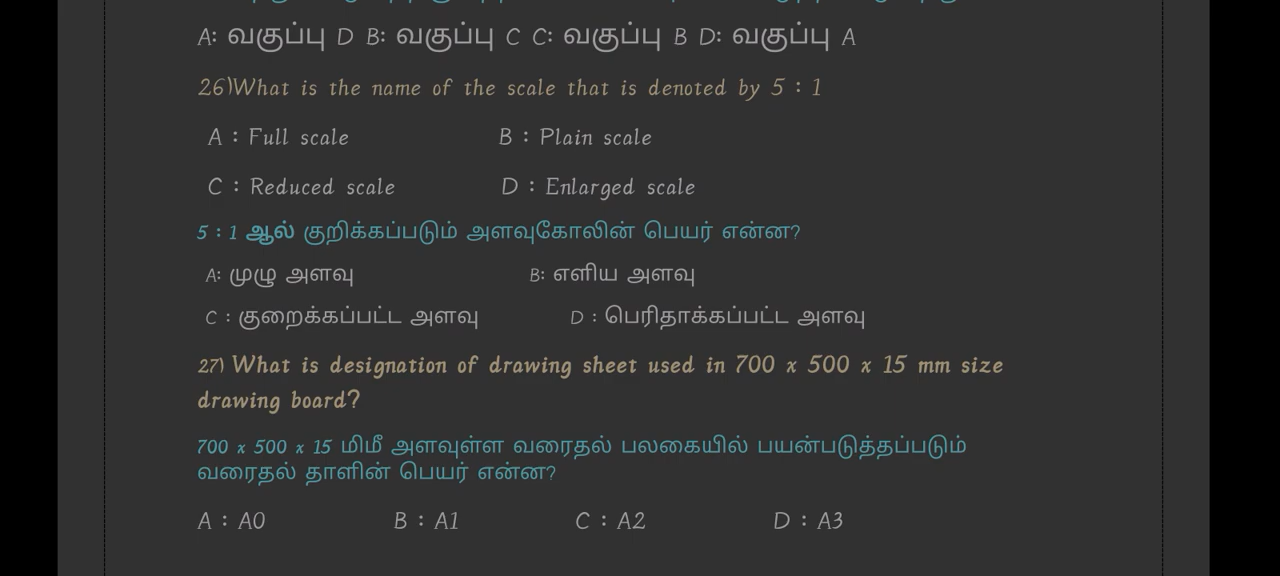 A: வகுப்பு D B: வகுப்பு C C: வகுப்பு B D: வகுப்பு A
26)What is the name of the scale that is denoted by 5 : 1
A : Full scale B : Plain scale
C : Reduced scale D : Enlarged scale
5 : 1 ஆல் குறிக்கப்படும் அளவுகோலின் பெயர் என்ன?
A: முழு அளவு B: எளிய அளவு
C : குறைக்கப்பட்ட அளவு D : பெரிதாக்கப்பட்ட அளவு
27) What is designation of drawing sheet used in 700 x 500 x 15 mm size
drawing board?
700 x 500 x 15 மிமீ அளவுள்ள வரைதல் பலகையில் பயன்படுத்தப்படும்
வரைதல் தாளின் பெயர் என்ன?
A : A0 B : A1 C : A2 D : A3